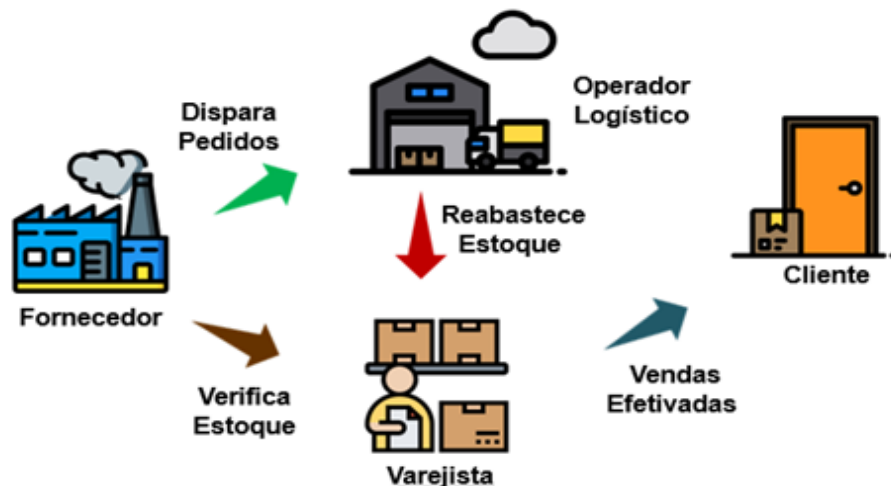 Dispara
Pedidos
Operador
Logístico
Reabastece
Estoque
Fornecedor
Cliente
Verifica
Estoque
Vendas
Efetivadas
Varejista